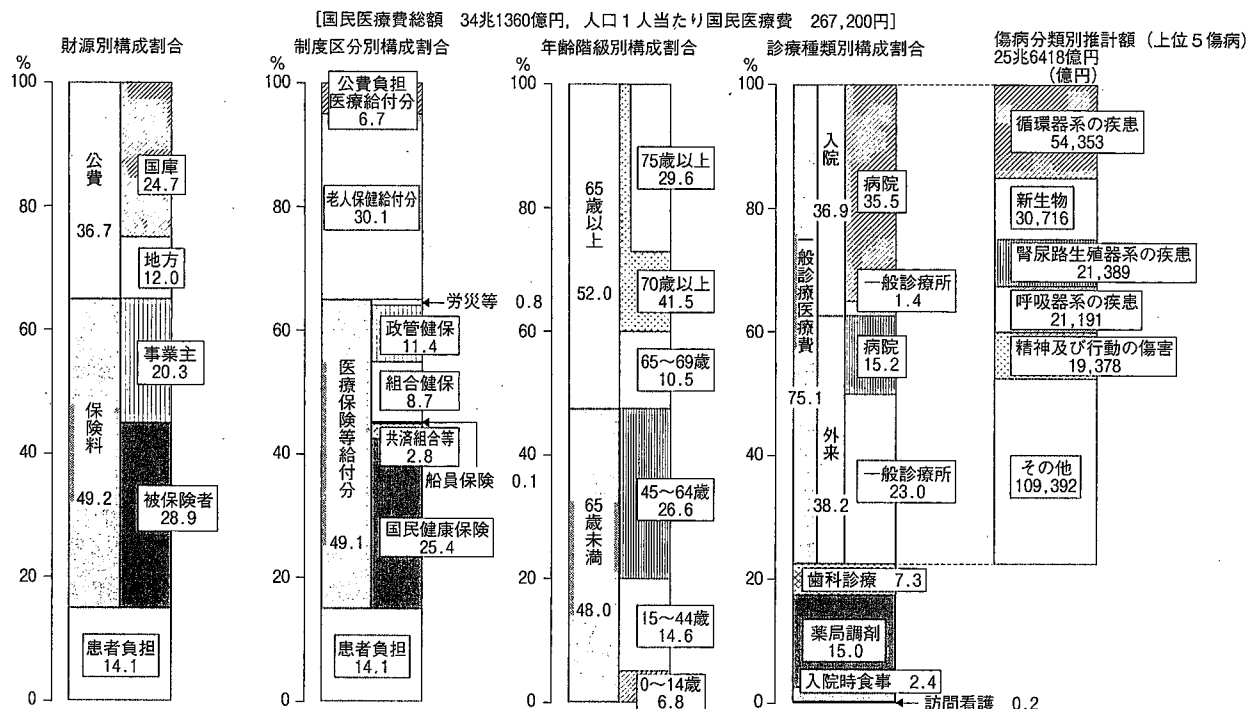 [国民医療費総額 34兆1360億円，人口1人当たり国民医療費 267,200円]
財源別構成割合
%
100
80
60
40
20
0
公費
36.7
国庫
24.7
地方
12.0
保険料
49.2
事業主
20.3
被保険者
28.9
患者負担
14.1
制度区分別構成割合
%
100
80
60
40
20
0
公費負担
医療給付分
6.7
老人保健給付分
30.1
労災等 0.8
医療保険等給付分
49.1
政管健保
11.4
組合健保
8.7
共済組合等
2.8
船員保険 0.1
国民健康保険
25.4
患者負担
14.1
年齢階級別構成割合
%
100
80
60
40
20
0
65歳以上
52.0
75歳以上
29.6
70歳以上
41.5
65～69歳
10.5
65歳未満
48.0
45～64歳
26.6
15～44歳
14.6
0～14歳
6.8
診療種類別構成割合
%
100
80
60
40
20
0
一般診療医療費
75.1
入院
36.9
病院
35.5
一般診療所
1.4
外来
38.2
病院
15.2
一般診療所
23.0
歯科診療 7.3
薬局調剤
15.0
入院時食事 2.4
訪問看護 0.2
傷病分類別推計額（上位5傷病）
25兆6418億円
(億円)
循環器系の疾患
54,353
新生物
30,716
腎尿路生殖器系の疾患
21,389
呼吸器系の疾患
21,191
精神及び行動の傷害
19,378
その他
109,392